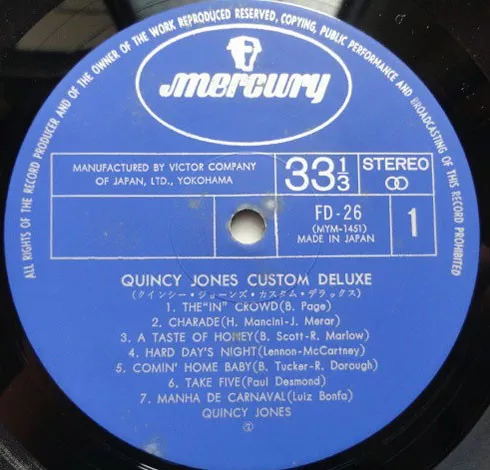 ALL RIGHTS OF THE RECORD PRODUCER AND OF THE OWNER OF THE WORK REPRODUCED RESERVED, COPYING, PUBLIC PERFORMANCE AND BROADCASTING OF THIS RECORD PROHIBITED
mercury
MANUFACTURED BY VICTOR COMPANY
OF JAPAN, LTD., YOKOHAMA
33 1/3
STEREO
FD-26
(MYM-1451)
MADE IN JAPAN
1
QUINCY JONES CUSTOM DELUXE
(クインシー・ジョーンズ・カスタム・デラックス)
1. THE"IN" CROWD(B. Page)
2. CHARADE(H. Mancini-J. Merar)
3. A TASTE OF HONEY(B. Scott-R. Marlow)
4. HARD DAY'S NIGHT(Lennon-McCartney)
5. COMIN' HOME BABY(B. Tucker-R. Dorough)
6. TAKE FIVE(Paul Desmond)
7. MANHA DE CARNAVAL(Luiz Bonfa)
QUINCY JONES